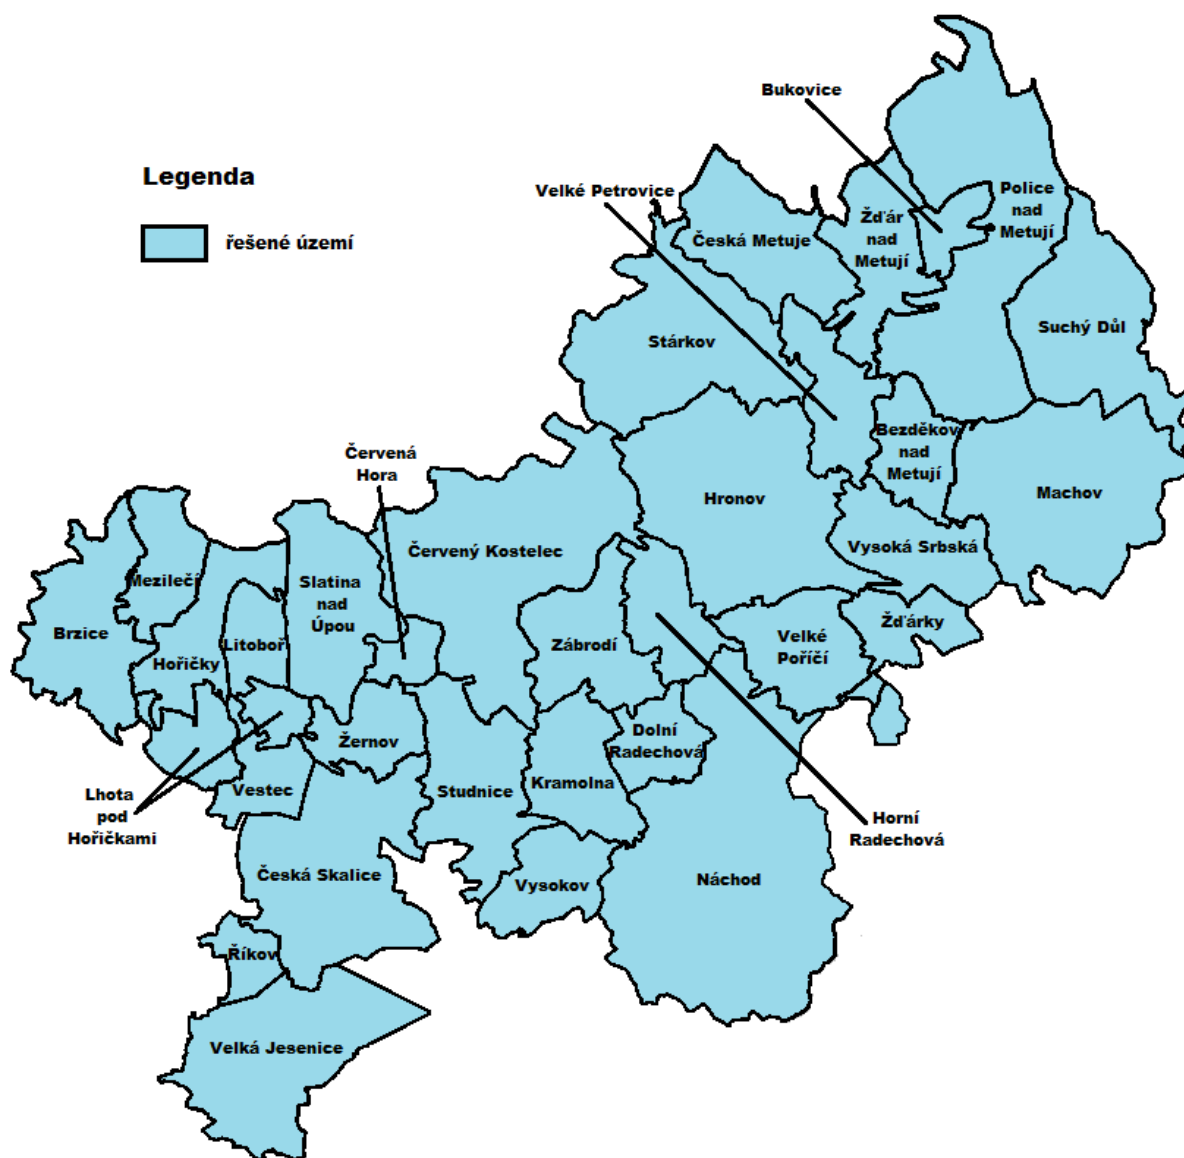 Bukovice
Legenda
Velké Petrovice
Police
nad
Metují
Žďár
nad
Metují
řešené území
Česká Metuje
Suchý Důl
Stárkov
Bezděkov
nad
Metují
Červená
Hora
Hronov
Machov
Vysoká Srbská
Červený Kostelec
Mezilečí
Slatina
nad
Úpou
Brzice
Litoboř
Zábrodí
Velké
Poříčí
Žďárky
Hořičky
Dolní
Radechová
Žernov
Kramolna
Studnice
Vestec
Lhota
pod
Hořičkami
Horní
Radechová
Česká Skalice
Vysokov
Náchod
Říkov
Velká Jesenice